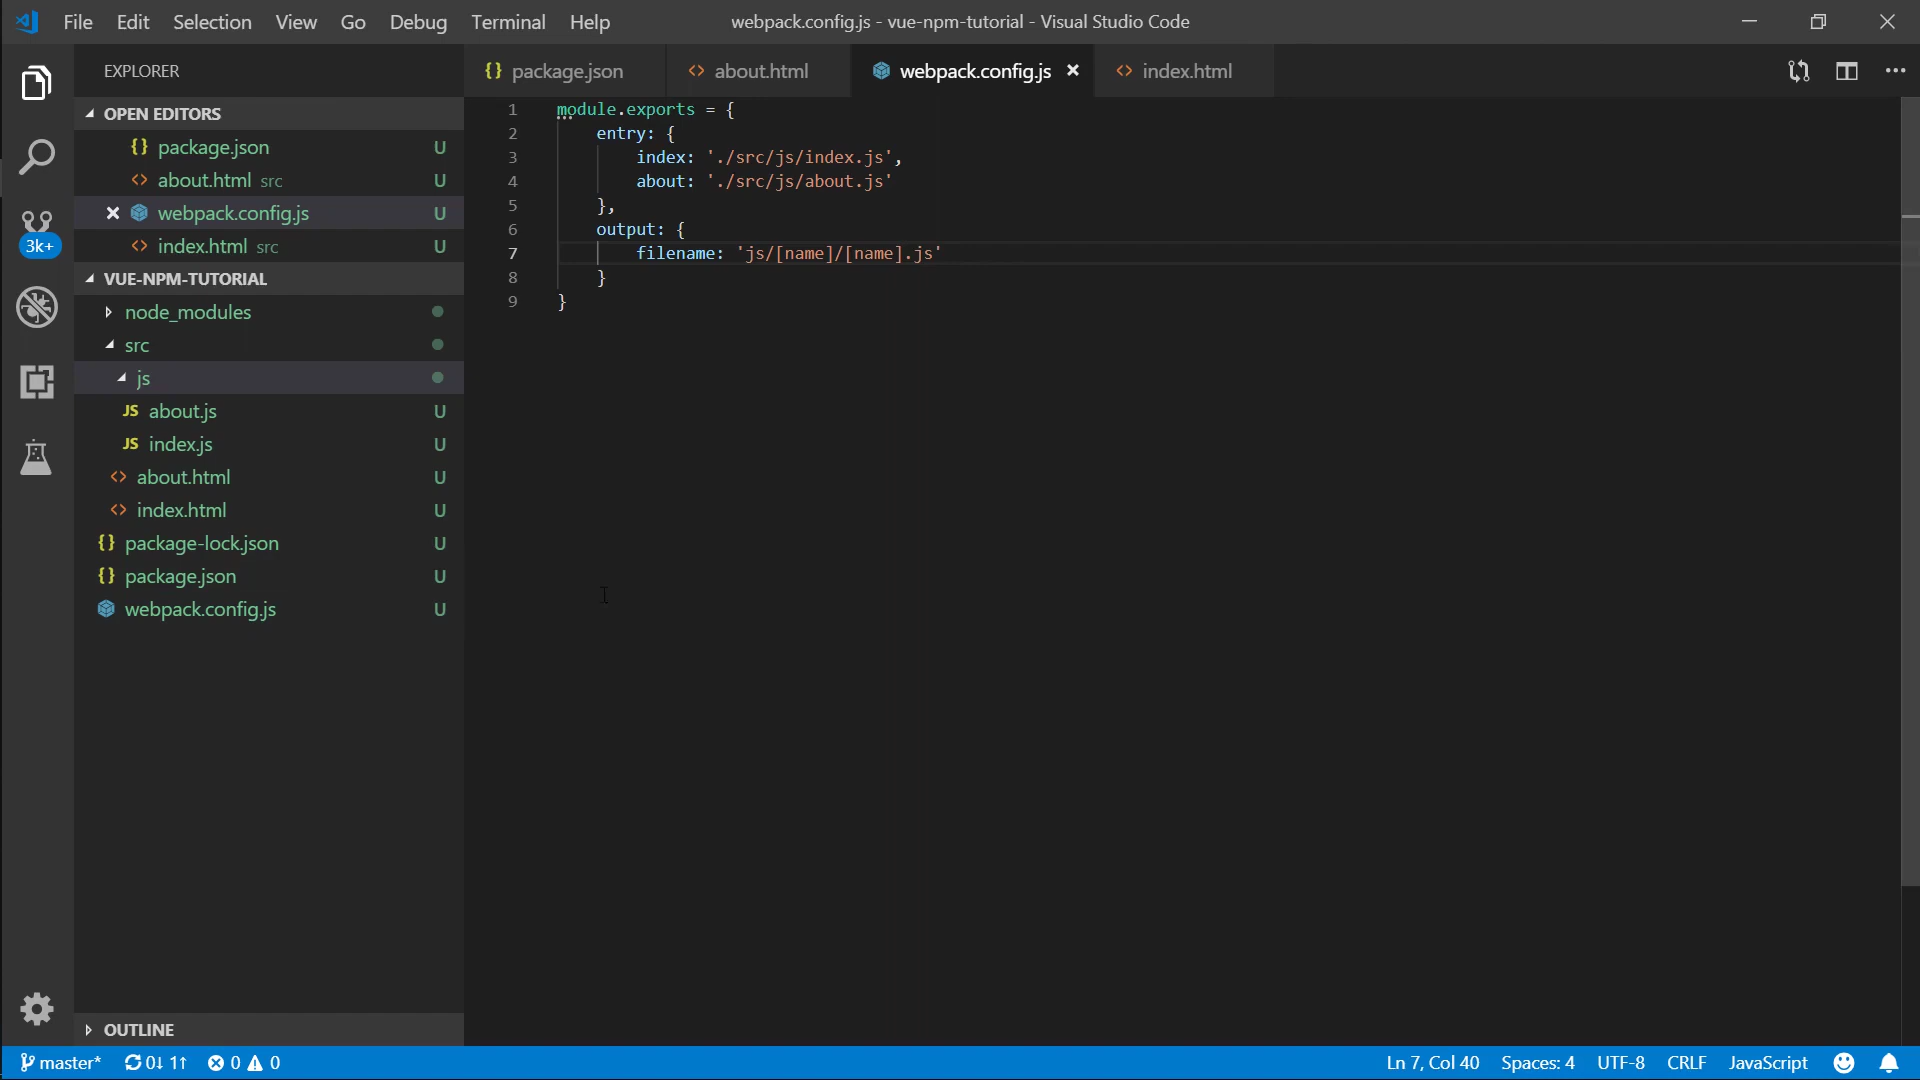 File Edit Selection View Go Debug Terminal Help
webpack.config.js - vue-npm-tutorial - Visual Studio Code
EXPLORER
OPEN EDITORS
{} package.json U
<> about.html src U
webpack.config.js U
<> index.html src U
3k+
VUE-NPM-TUTORIAL
node_modules
src
js
JS about.js U
JS index.js U
<> about.html U
<> index.html U
{} package-lock.json U
{} package.json U
webpack.config.js U
OUTLINE
{} package.json <> about.html webpack.config.js <> index.html
1 module.exports = {
2 entry: {
3 index: './src/js/index.js',
4 about: './src/js/about.js'
5 },
6 output: {
7 filename: 'js/[name]/[name].js'
8 }
9 }
master* 0↓ 1↑ 0 0
Ln 7, Col 40 Spaces: 4 UTF-8 CRLF JavaScript